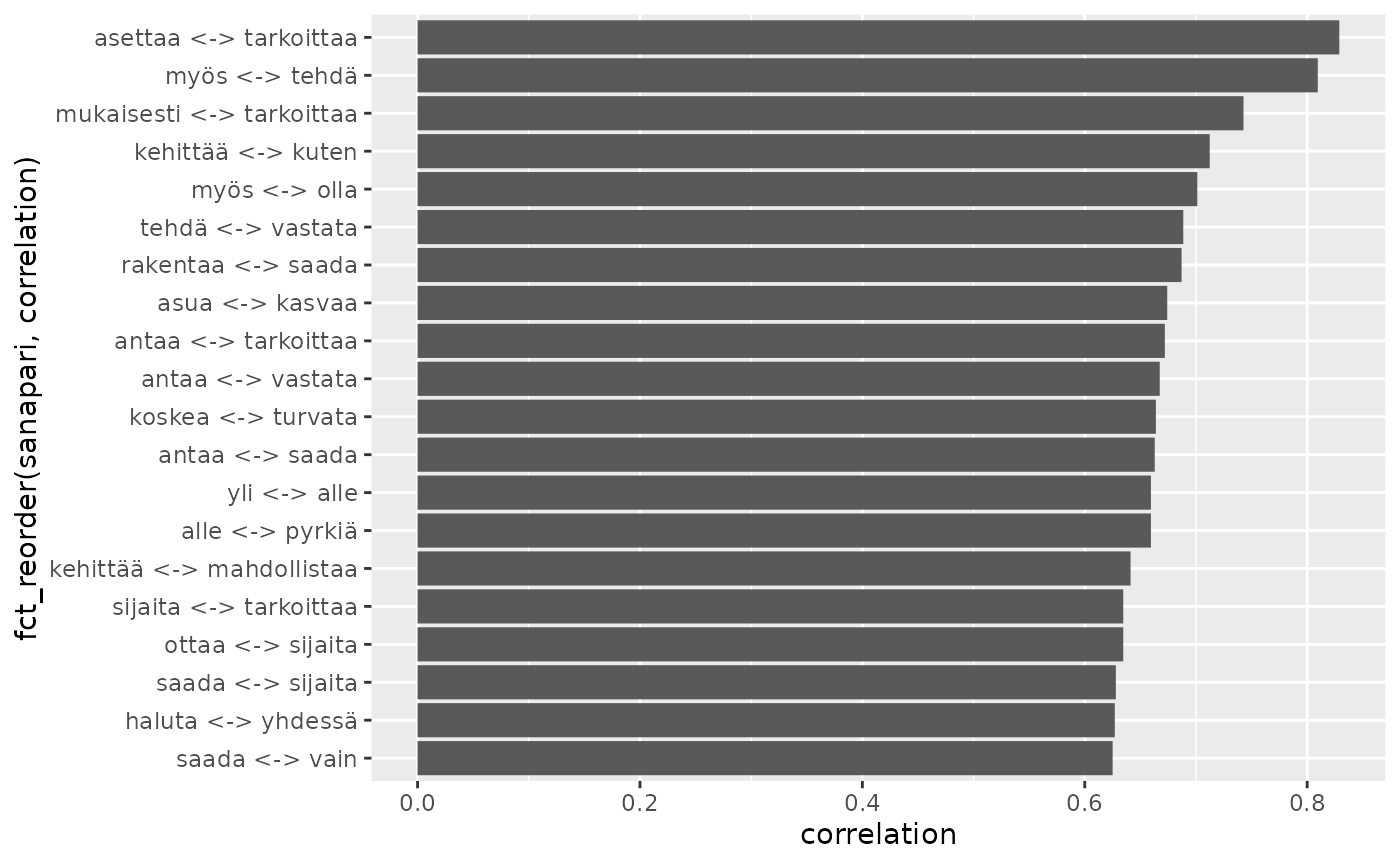 fct_reorder(sanapari, correlation)
asettaa <-> tarkoittaa
myös <-> tehdä
mukaisesti <-> tarkoittaa
kehittää <-> kuten
myös <-> olla
tehdä <-> vastata
rakentaa <-> saada
asua <-> kasvaa
antaa <-> tarkoittaa
antaa <-> vastata
koskea <-> turvata
antaa <-> saada
yli <-> alle
alle <-> pyrkiä
kehittää <-> mahdollistaa
sijaita <-> tarkoittaa
ottaa <-> sijaita
saada <-> sijaita
haluta <-> yhdessä
saada <-> vain
0.0 0.2 0.4 0.6 0.8
correlation